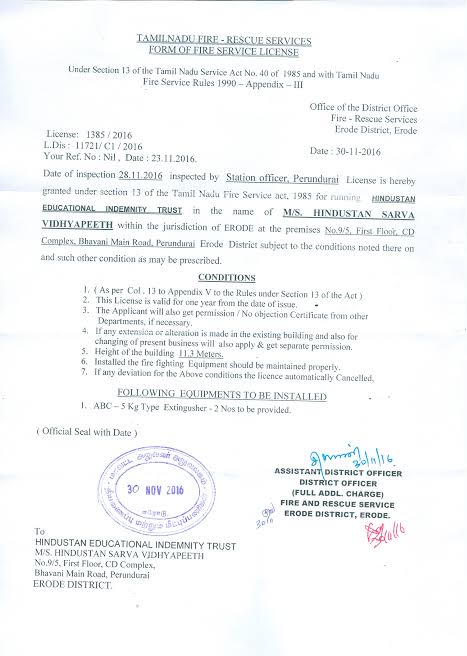 TAMILNADU FIRE - RESCUE SERVICES
FORM OF FIRE SERVICE LICENSE
Under Section 13 of the Tamil Nadu Service Act No. 40 of 1985 and with Tamil Nadu
Fire Service Rules 1990 – Appendix – III
Office of the District Office
Fire - Rescue Services
Erode District, Erode
License: 1385 / 2016
L.Dis : 11721/ C1 / 2016
Your Ref. No : Nil , Date : 23.11.2016.
Date : 30-11-2016
Date of inspection 28.11.2016 inspected by Station officer, Perundurai License is hereby
granted under section 13 of the Tamil Nadu Fire Service act, 1985 for running HINDUSTAN
EDUCATIONAL INDEMNITY TRUST in the name of M/S. HINDUSTAN SARVA
VIDHYAPEETH within the jurisdiction of ERODE at the premises No.9/5, First Floor, CD
Complex, Bhavani Main Road, Perundurai Erode District subject to the conditions noted there on
and such other condition as may be prescribed.
CONDITIONS
1. ( As per Col . 13 to Appendix V to the Rules under Section 13 of the Act )
2. This License is valid for one year from the date of issue.
3. The Applicant will also get permission / No objection Certificate from other
Departments, if necessary.
4. If any extension or alteration is made in the existing building and also for
changing of present business will also apply & get separate permission.
5. Height of the building 11.3 Meters.
6. Installed the fire fighting Equipment should be maintained properly.
7. If any deviation for the Above conditions the licence automatically Cancelled,
FOLLOWING EQUIPMENTS TO BE INSTALLED
1. ABC – 5 Kg Type Extingusher - 2 Nos to be provided.
( Official Seal with Date )
மாவட்ட அலுவலர் அலுவலகம்
30 NOV 2016
ஈரோடு
தீயணைப்பு மற்றும் மீட்புப்பணிகள்
30/11/16
ASSISTANT DISTRICT OFFICER
DISTRICT OFFICER
(FULL ADDL. CHARGE)
FIRE AND RESCUE SERVICE
ERODE DISTRICT, ERODE.
30/11
To
HINDUSTAN EDUCATIONAL INDEMNITY TRUST
M/S. HINDUSTAN SARVA VIDHYAPEETH
No.9/5, First Floor, CD Complex,
Bhavani Main Road, Perundurai
ERODE DISTRICT.